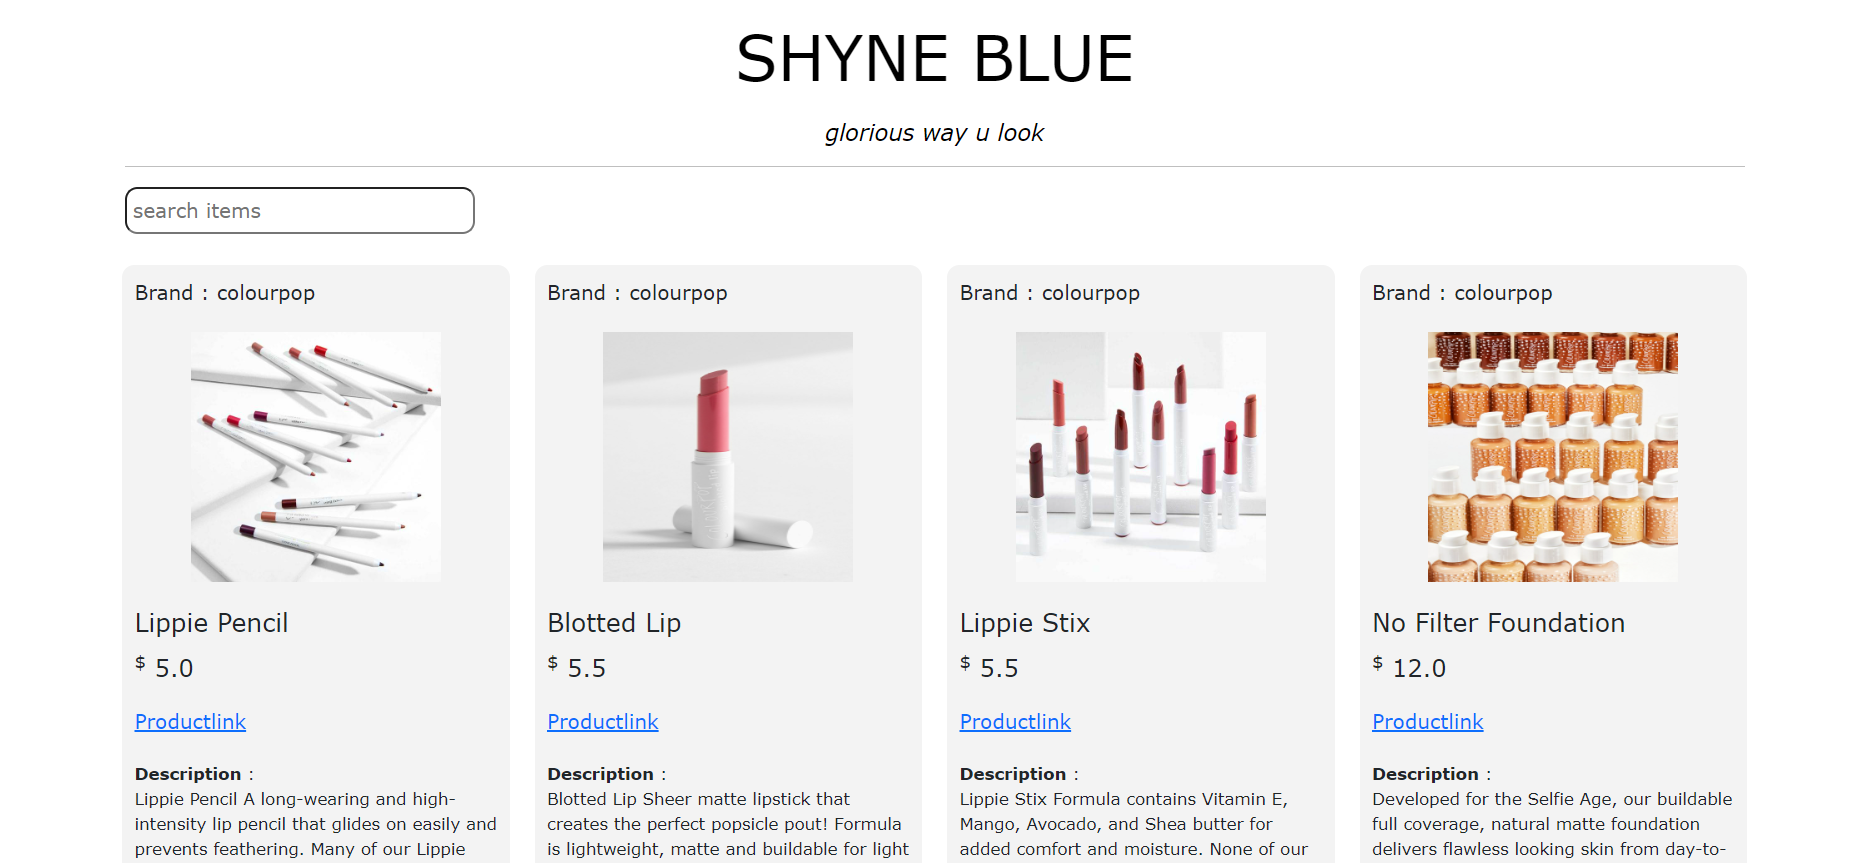 SHYNE BLUE
glorious way u look
search items
Brand : colourpop
Lippie Pencil
$ 5.0
Productlink
Description :
Lippie Pencil A long-wearing and high-
intensity lip pencil that glides on easily and
prevents feathering. Many of our Lippie
Brand : colourpop
Blotted Lip
$ 5.5
Productlink
Description :
Blotted Lip Sheer matte lipstick that
creates the perfect popsicle pout! Formula
is lightweight, matte and buildable for light
Brand : colourpop
Lippie Stix
$ 5.5
Productlink
Description :
Lippie Stix Formula contains Vitamin E,
Mango, Avocado, and Shea butter for
added comfort and moisture. None of our
Brand : colourpop
No Filter Foundation
$ 12.0
Productlink
Description :
Developed for the Selfie Age, our buildable
full coverage, natural matte foundation
delivers flawless looking skin from day-to-